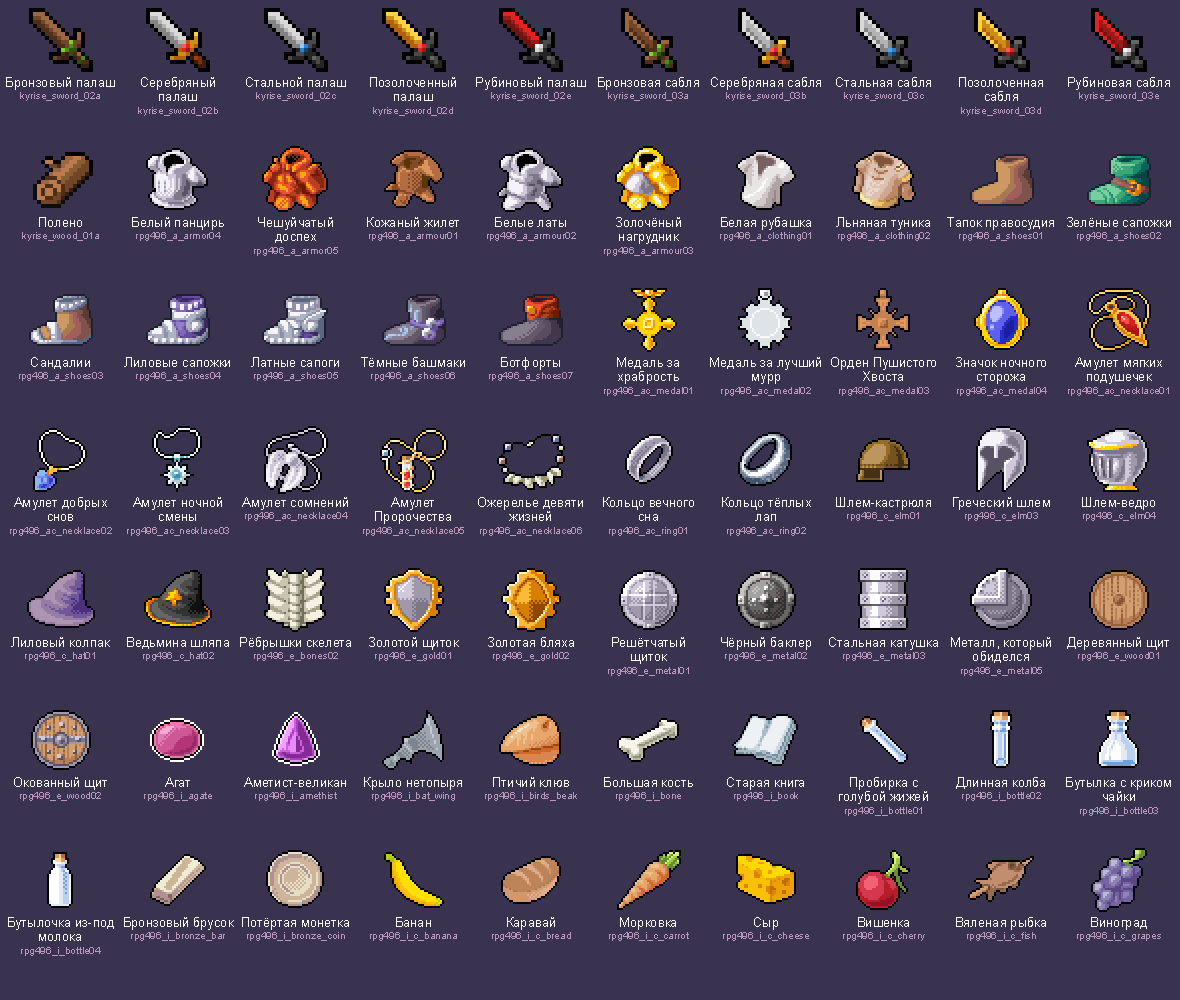 Бронзовый палаш
kyrise_sword_02a
Серебряный
палаш
kyrise_sword_02b
Стальной палаш
kyrise_sword_02c
Позолоченный
палаш
kyrise_sword_02d
Рубиновый палаш
kyrise_sword_02e
Бронзовая сабля
kyrise_sword_03a
Серебряная сабля
kyrise_sword_03b
Стальная сабля
kyrise_sword_03c
Позолоченная
сабля
kyrise_sword_03d
Рубиновая сабля
kyrise_sword_03e
Полено
kyrise_wood_01a
Белый панцирь
rpg496_a_armor04
Чешуйчатый
доспех
rpg496_a_armor05
Кожаный жилет
rpg496_a_armour01
Белые латы
rpg496_a_armour02
Золочёный
нагрудник
rpg496_a_armour03
Белая рубашка
rpg496_a_clothing01
Льняная туника
rpg496_a_clothing02
Тапок правосудия
rpg496_a_shoes01
Зелёные сапожки
rpg496_a_shoes02
Сандалии
rpg496_a_shoes03
Лиловые сапожки
rpg496_a_shoes04
Латные сапоги
rpg496_a_shoes05
Тёмные башмаки
rpg496_a_shoes06
Ботфорты
rpg496_a_shoes07
Медаль за
храбрость
rpg496_ac_medal01
Медаль за лучший
мурр
rpg496_ac_medal02
Орден Пушистого
Хвоста
rpg496_ac_medal03
Значок ночного
сторожа
rpg496_ac_medal04
Амулет мягких
подушечек
rpg496_ac_necklace01
Амулет добрых
снов
rpg496_ac_necklace02
Амулет ночной
смены
rpg496_ac_necklace03
Амулет сомнений
rpg496_ac_necklace04
Амулет
Пророчества
rpg496_ac_necklace05
Ожерелье девяти
жизней
rpg496_ac_necklace06
Кольцо вечного
сна
rpg496_ac_ring01
Кольцо тёплых
лап
rpg496_ac_ring02
Шлем-кастрюля
rpg496_c_elm01
Греческий шлем
rpg496_c_elm03
Шлем-ведро
rpg496_c_elm04
Лиловый колпак
rpg496_c_hat01
Ведьмина шляпа
rpg496_c_hat02
Рёбрышки скелета
rpg496_e_bones02
Золотой щиток
rpg496_e_gold01
Золотая бляха
rpg496_e_gold02
Решётчатый
щиток
rpg496_e_metal01
Чёрный баклер
rpg496_e_metal02
Стальная катушка
rpg496_e_metal03
Металл, который
обиделся
rpg496_e_metal05
Деревянный щит
rpg496_e_wood01
Окованный щит
rpg496_e_wood02
Агат
rpg496_i_agate
Аметист-великан
rpg496_i_amethist
Крыло нетопыря
rpg496_i_bat_wing
Птичий клюв
rpg496_i_birds_beak
Большая кость
rpg496_i_bone
Старая книга
rpg496_i_book
Пробирка с
голубой жижей
rpg496_i_bottle01
Длинная колба
rpg496_i_bottle02
Бутылка с криком
чайки
rpg496_i_bottle03
Бутылочка из-под
молока
rpg496_i_bottle04
Бронзовый брусок
rpg496_i_bronze_bar
Потёртая монетка
rpg496_i_bronze_coin
Банан
rpg496_i_c_banana
Каравай
rpg496_i_c_bread
Морковка
rpg496_i_c_carrot
Сыр
rpg496_i_c_cheese
Вишенка
rpg496_i_c_cherry
Вяленая рыбка
rpg496_i_c_fish
Виноград
rpg496_i_c_grapes